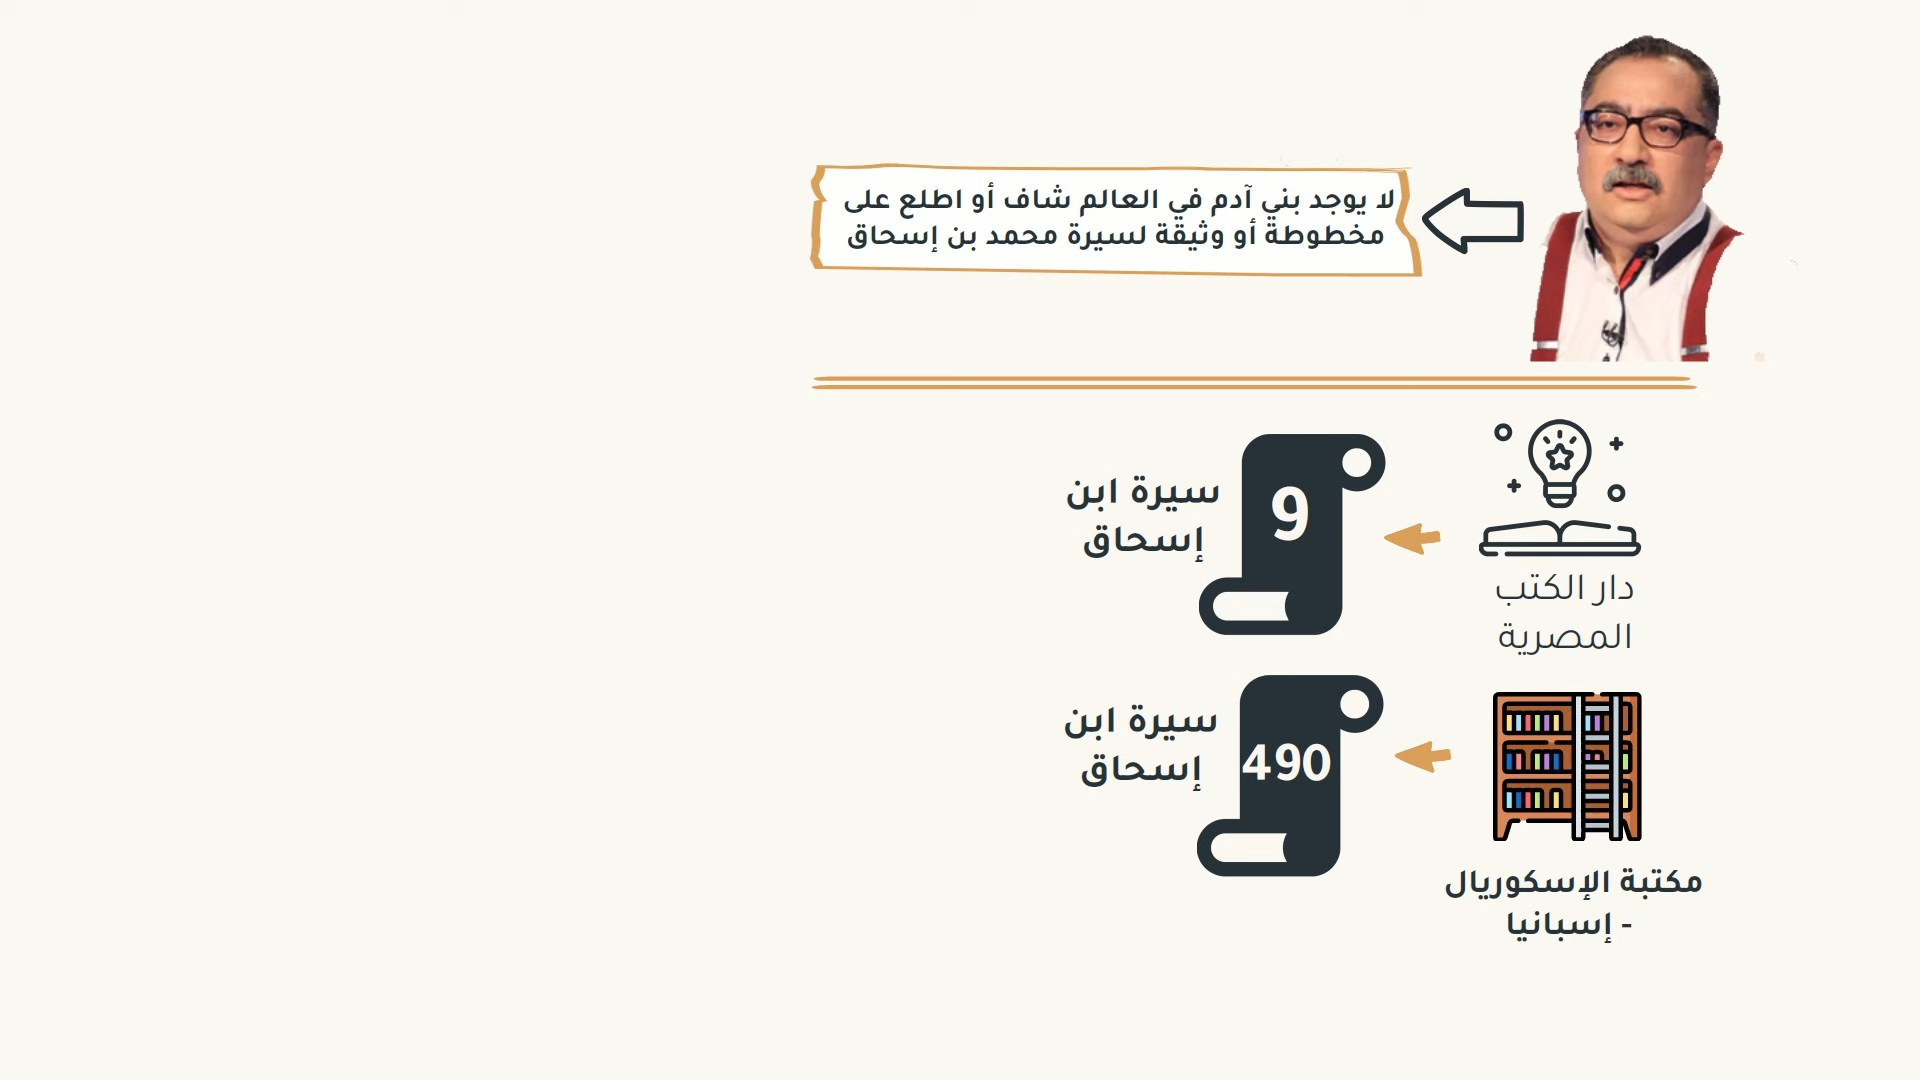 لا يوجد بني آدم في العالم شاف أو اطلع على
مخطوطة أو وثيقة لسيرة محمد بن إسحاق
دار الكتب
المصرية
9
سيرة ابن
إسحاق
مكتبة الإسكوريال
- إسبانيا
490
سيرة ابن
إسحاق